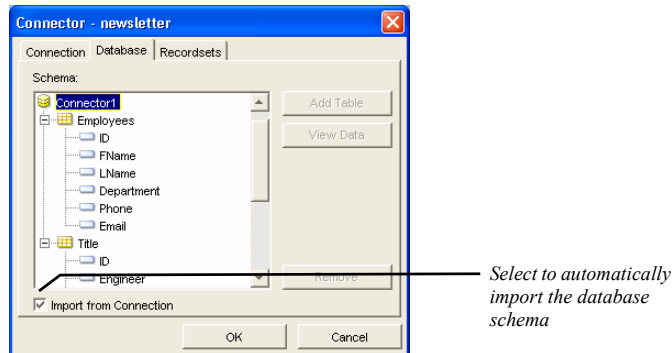 Connector - newsletter
Connection Database Recordsets
Schema:
Connector1
Employees
ID
FName
LName
Department
Phone
Email
Title
ID
Engineer
Add Table
View Data
Remove
Import from Connection
OK Cancel
Select to automatically
import the database
schema